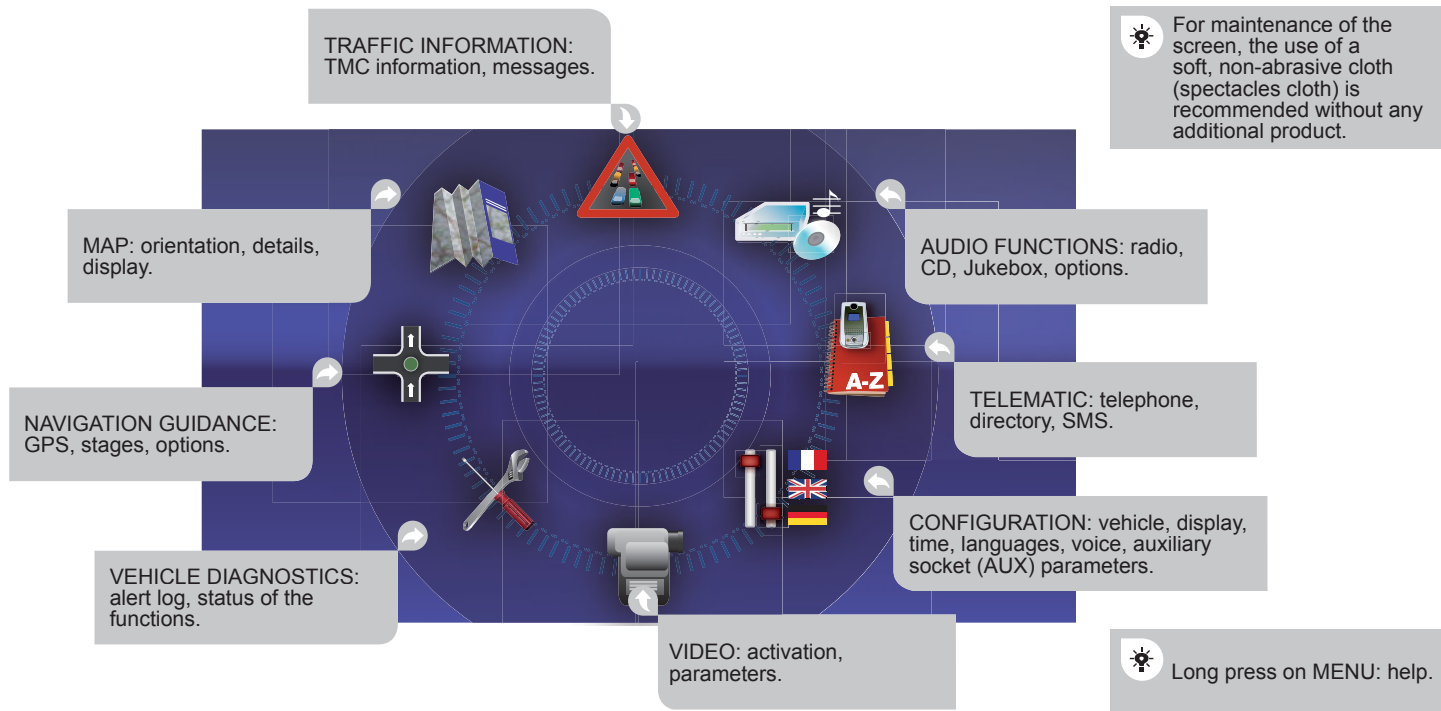 TRAFFIC INFORMATION:
TMC information, messages.
For maintenance of the
screen, the use of a
soft, non-abrasive cloth
(spectacles cloth) is
recommended without any
additional product.
MAP: orientation, details,
display.
AUDIO FUNCTIONS: radio,
CD, Jukebox, options.
A-Z
NAVIGATION GUIDANCE:
GPS, stages, options.
TELEMATIC: telephone,
directory, SMS.
CONFIGURATION: vehicle, display,
time, languages, voice, auxiliary
socket (AUX) parameters.
VEHICLE DIAGNOSTICS:
alert log, status of the
functions.
VIDEO: activation,
parameters.
Long press on MENU: help.